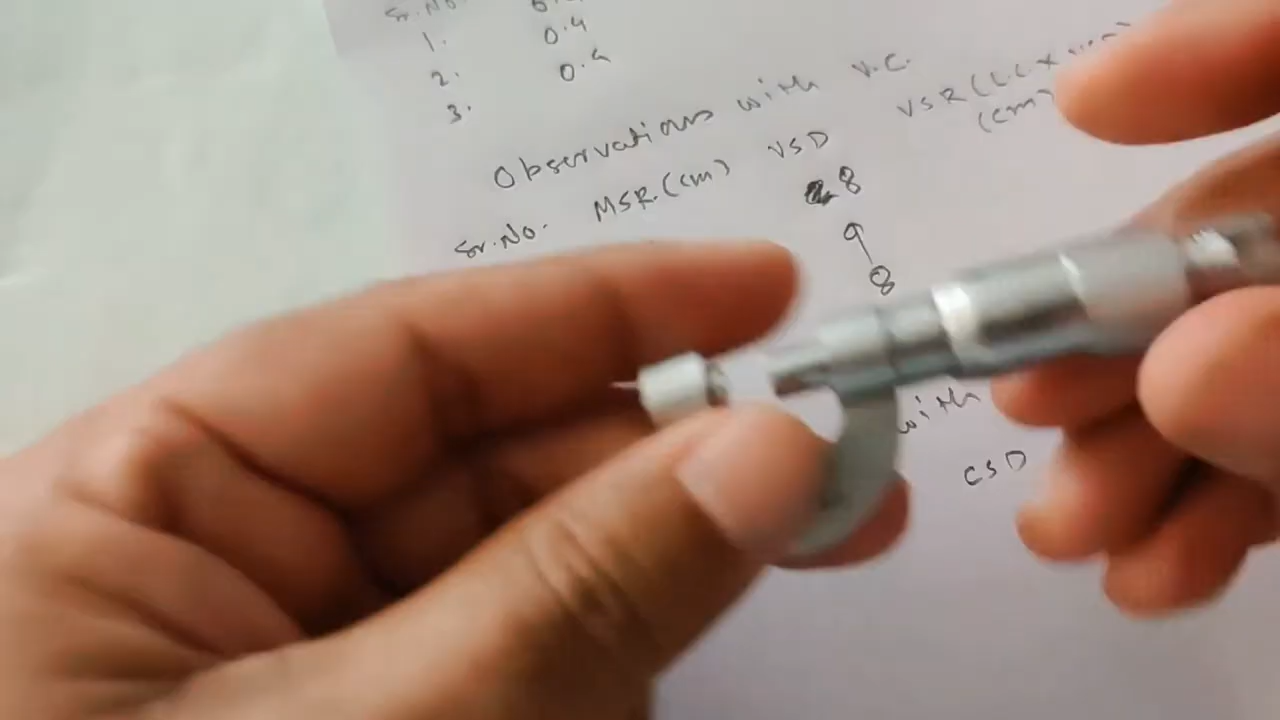 Sr.No.
1. 0.4
2. 0.4
3.
Observations with V.C.
Sr.No. MSR.(cm) VSD VSR(L.C x
(cm)
8
9
8
with
CSD